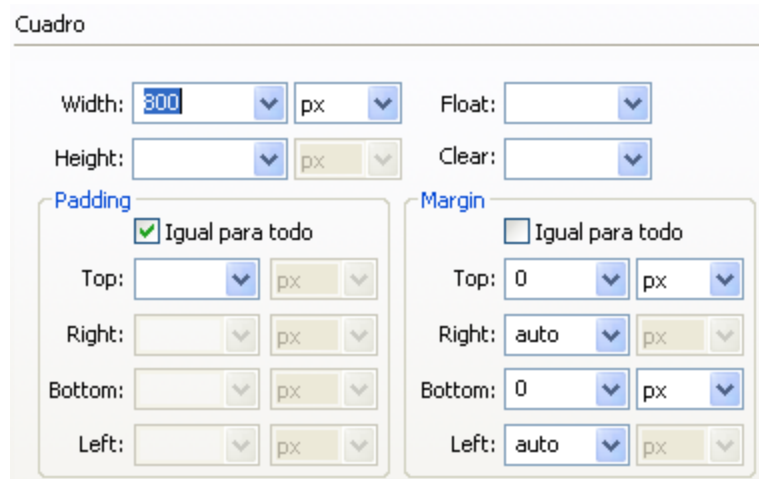 Cuadro
Width: 800 px Float:
Height: px Clear:
Padding Margin
Igual para todo Igual para todo
Top: px Top: 0 px
Right: px Right: auto px
Bottom: px Bottom: 0 px
Left: px Left: auto px